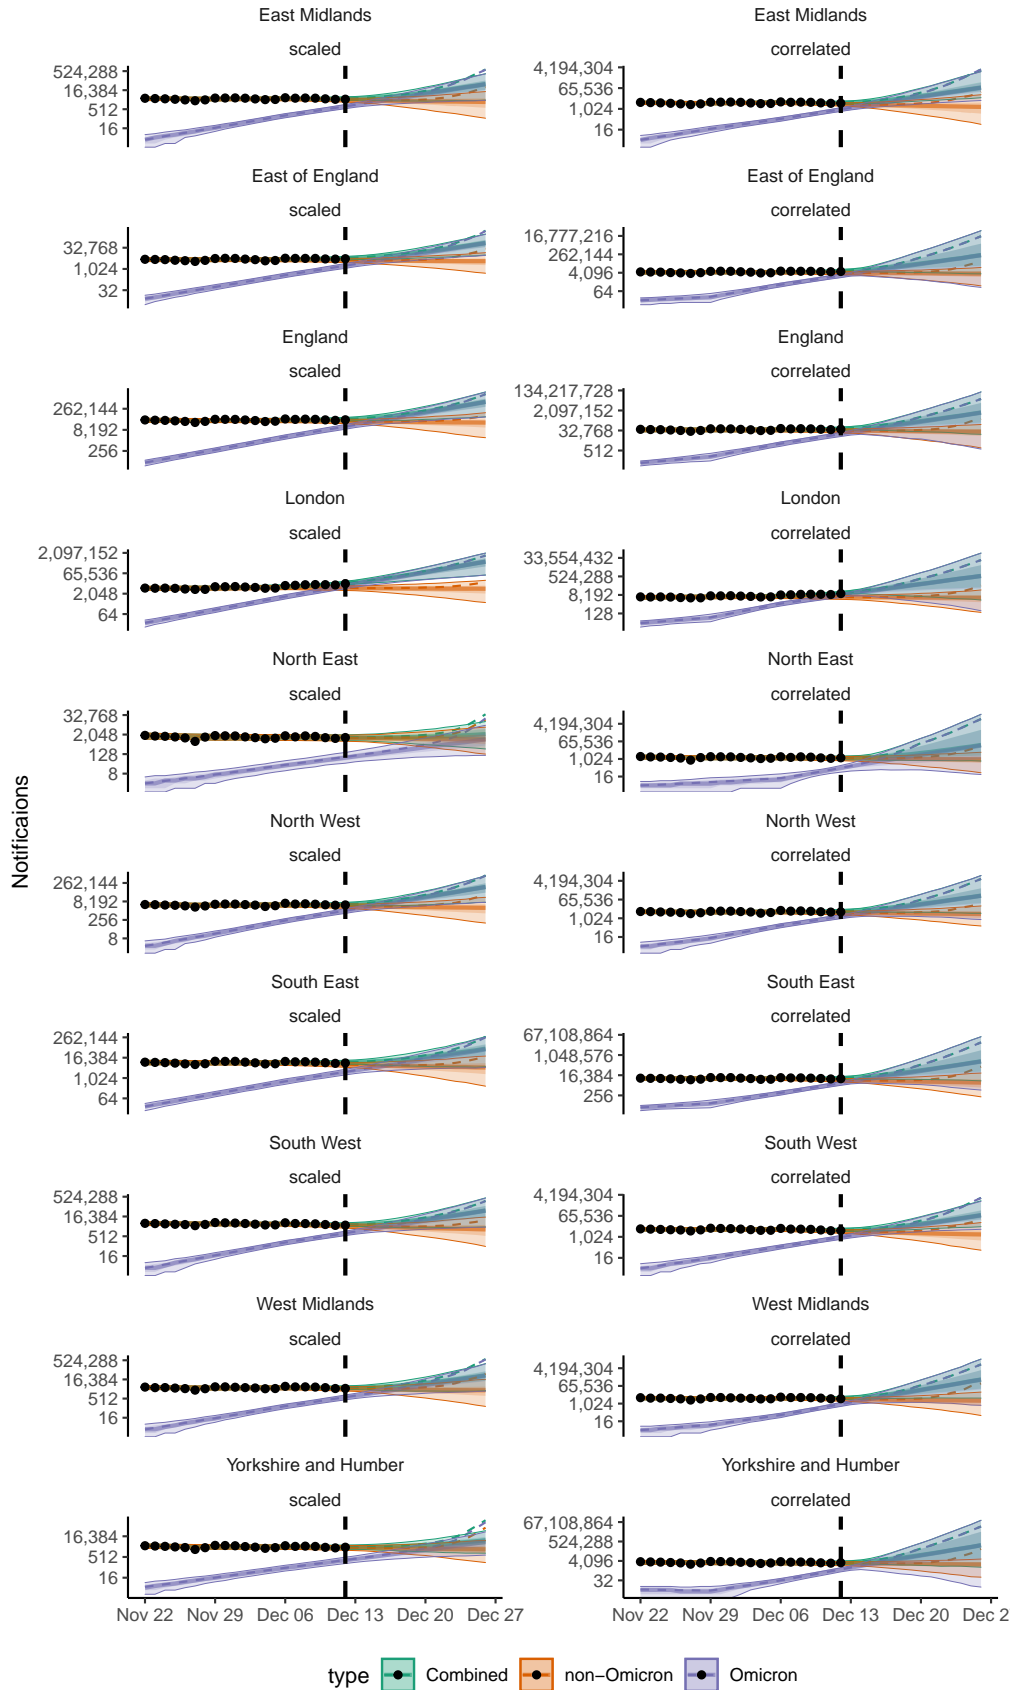 East Midlands East Midlands
scaled correlated
524,288 4,194,304
16,384 65,536
512 1,024
16 16
East of England East of England
scaled correlated
32,768 16,777,216
1,024 262,144
32 4,096
64
England England
scaled correlated
262,144 134,217,728
8,192 2,097,152
256 32,768
512
London London
scaled correlated
2,097,152 33,554,432
65,536 524,288
2,048 8,192
64 128
North East North East
scaled correlated
32,768 4,194,304
2,048 65,536
128 1,024
8 16
Notificaions
North West North West
scaled correlated
262,144 4,194,304
8,192 65,536
256 1,024
8 16
South East South East
scaled correlated
262,144 67,108,864
16,384 1,048,576
1,024 16,384
64 256
South West South West
scaled correlated
524,288 4,194,304
16,384 65,536
512 1,024
16 16
West Midlands West Midlands
scaled correlated
524,288 4,194,304
16,384 65,536
512 1,024
16 16
Yorkshire and Humber Yorkshire and Humber
scaled correlated
16,384 67,108,864
512 524,288
16 4,096
32
Nov 22 Nov 29 Dec 06 Dec 13 Dec 20 Dec 27 Nov 22 Nov 29 Dec 06 Dec 13 Dec 20 Dec 2
type Combined non−Omicron Omicron